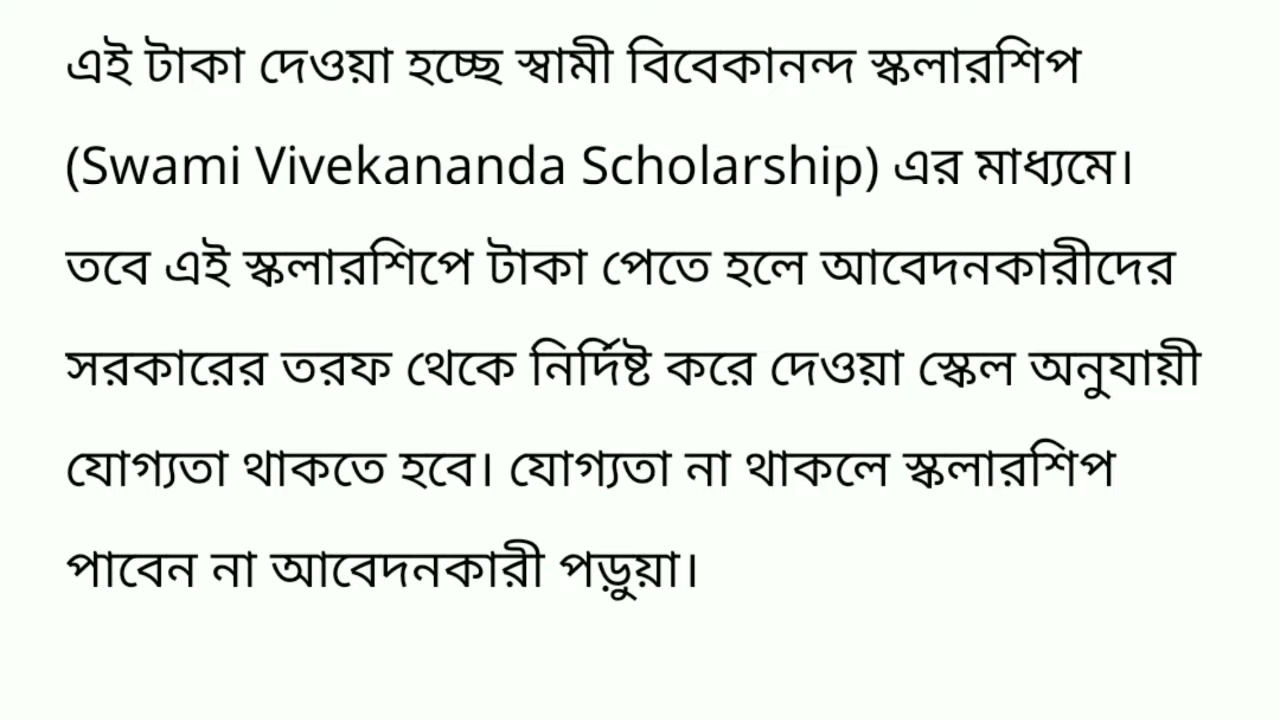 এই টাকা দেওয়া হচ্ছে স্বামী বিবেকানন্দ স্কলারশিপ
(Swami Vivekananda Scholarship) এর মাধ্যমে।
তবে এই স্কলারশিপে টাকা পেতে হলে আবেদনকারীদের
সরকারের তরফ থেকে নির্দিষ্ট করে দেওয়া স্কেল অনুযায়ী
যোগ্যতা থাকতে হবে। যোগ্যতা না থাকলে স্কলারশিপ
পাবেন না আবেদনকারী পড়ুয়া।